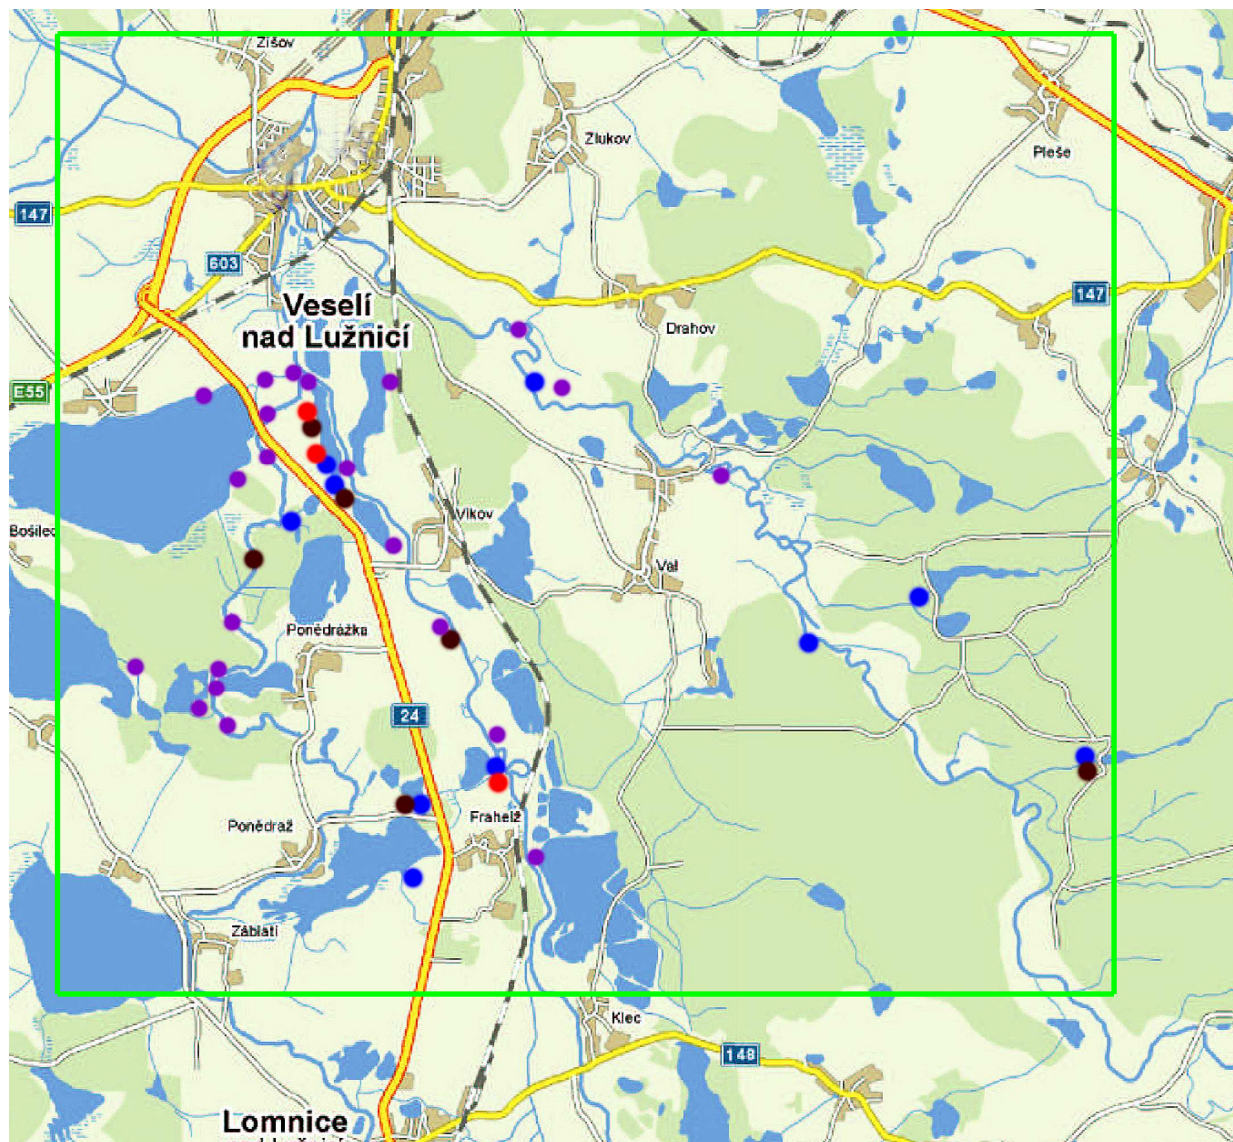 Zíšov
Zlukov
Pleše
147
603
147
Veselí
nad Lužnicí
Drahov
E55
Vlkov
Bošilec
Val
Ponědrážka
24
Frahelž
Ponědraž
Záblatí
Klec
148
Lomnice